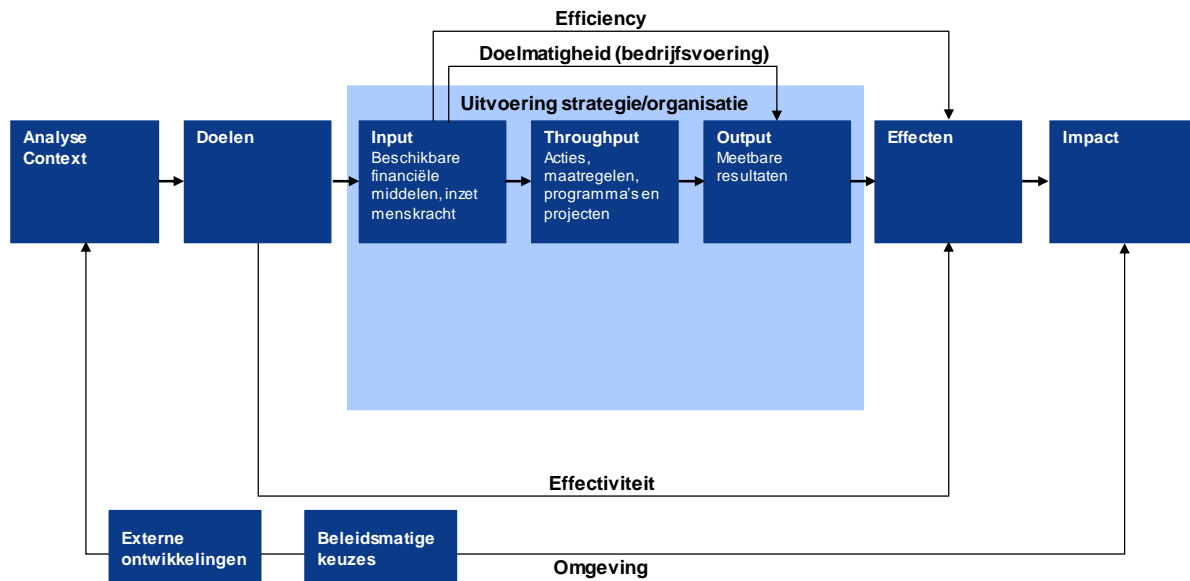 Efficiency
Doelmatigheid (bedrijfsvoering)
Uitvoering strategie/organisatie
Analyse
Context
Doelen
Input
Beschikbare
financiële
middelen, inzet
menskracht
Throughput
Acties,
maatregelen,
programma's en
projecten
Output
Meetbare
resultaten
Effecten
Impact
Effectiviteit
Externe
ontwikkelingen
Beleidsmatige
keuzes
Omgeving